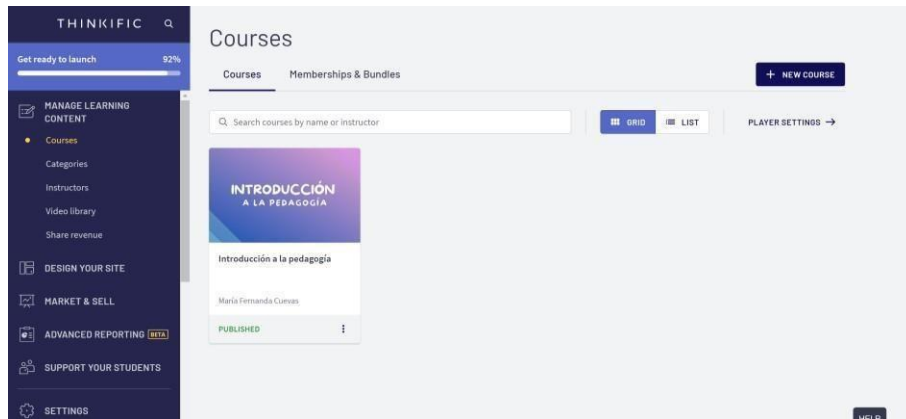 THINKIFIC
Get ready to launch 92%
MANAGE LEARNING
CONTENT
Courses
Categories
Instructors
Video library
Share revenue
DESIGN YOUR SITE
MARKET & SELL
ADVANCED REPORTING BETA
SUPPORT YOUR STUDENTS
SETTINGS
Courses
Courses Memberships & Bundles
+ NEW COURSE
Search courses by name or instructor
GRID LIST
PLAYER SETTINGS →
INTRODUCCIÓN
A LA PEDAGOGÍA
Introducción a la pedagogía
María Fernanda Cuevas
PUBLISHED
HELP